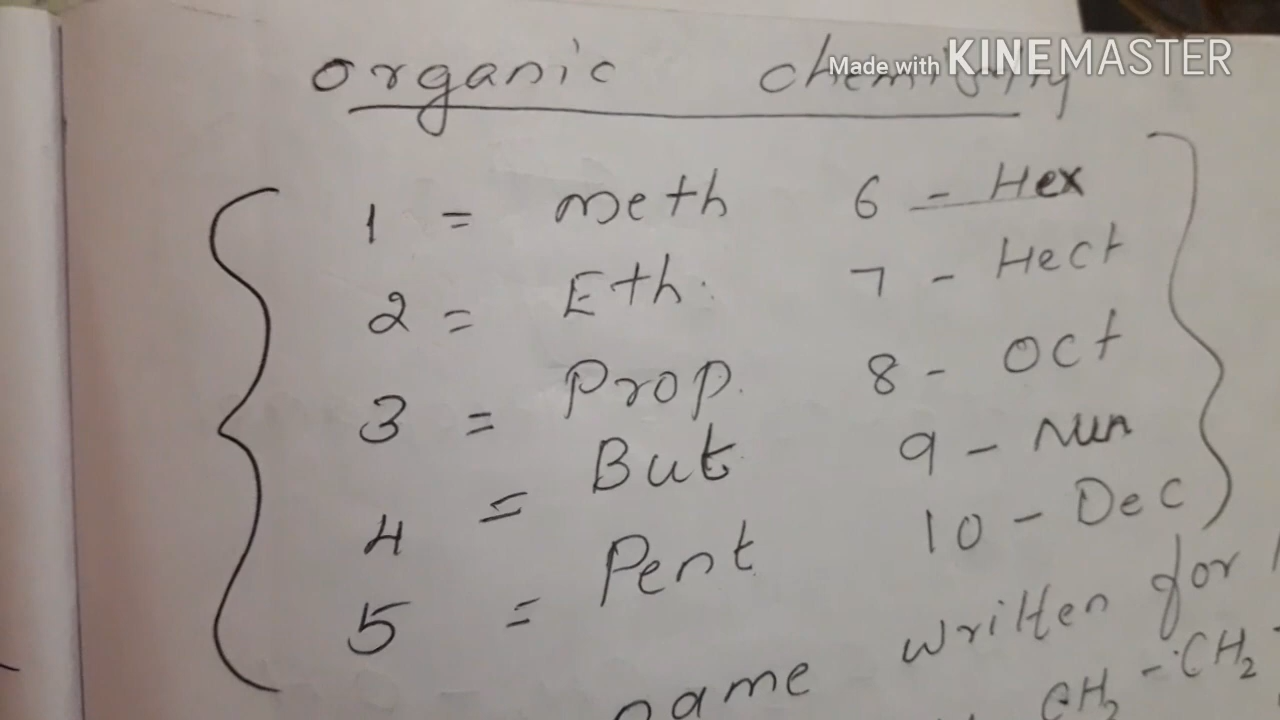 organic chemistry
Made with KINEMASTER
1 = meth 6 - Hex
2 = Eth. 7 - Hect
3 = Prop. 8 - Oct
4 = But 9 - Nun
5 = Pent 10 - Dec
name written for
CH2 - CH2 -